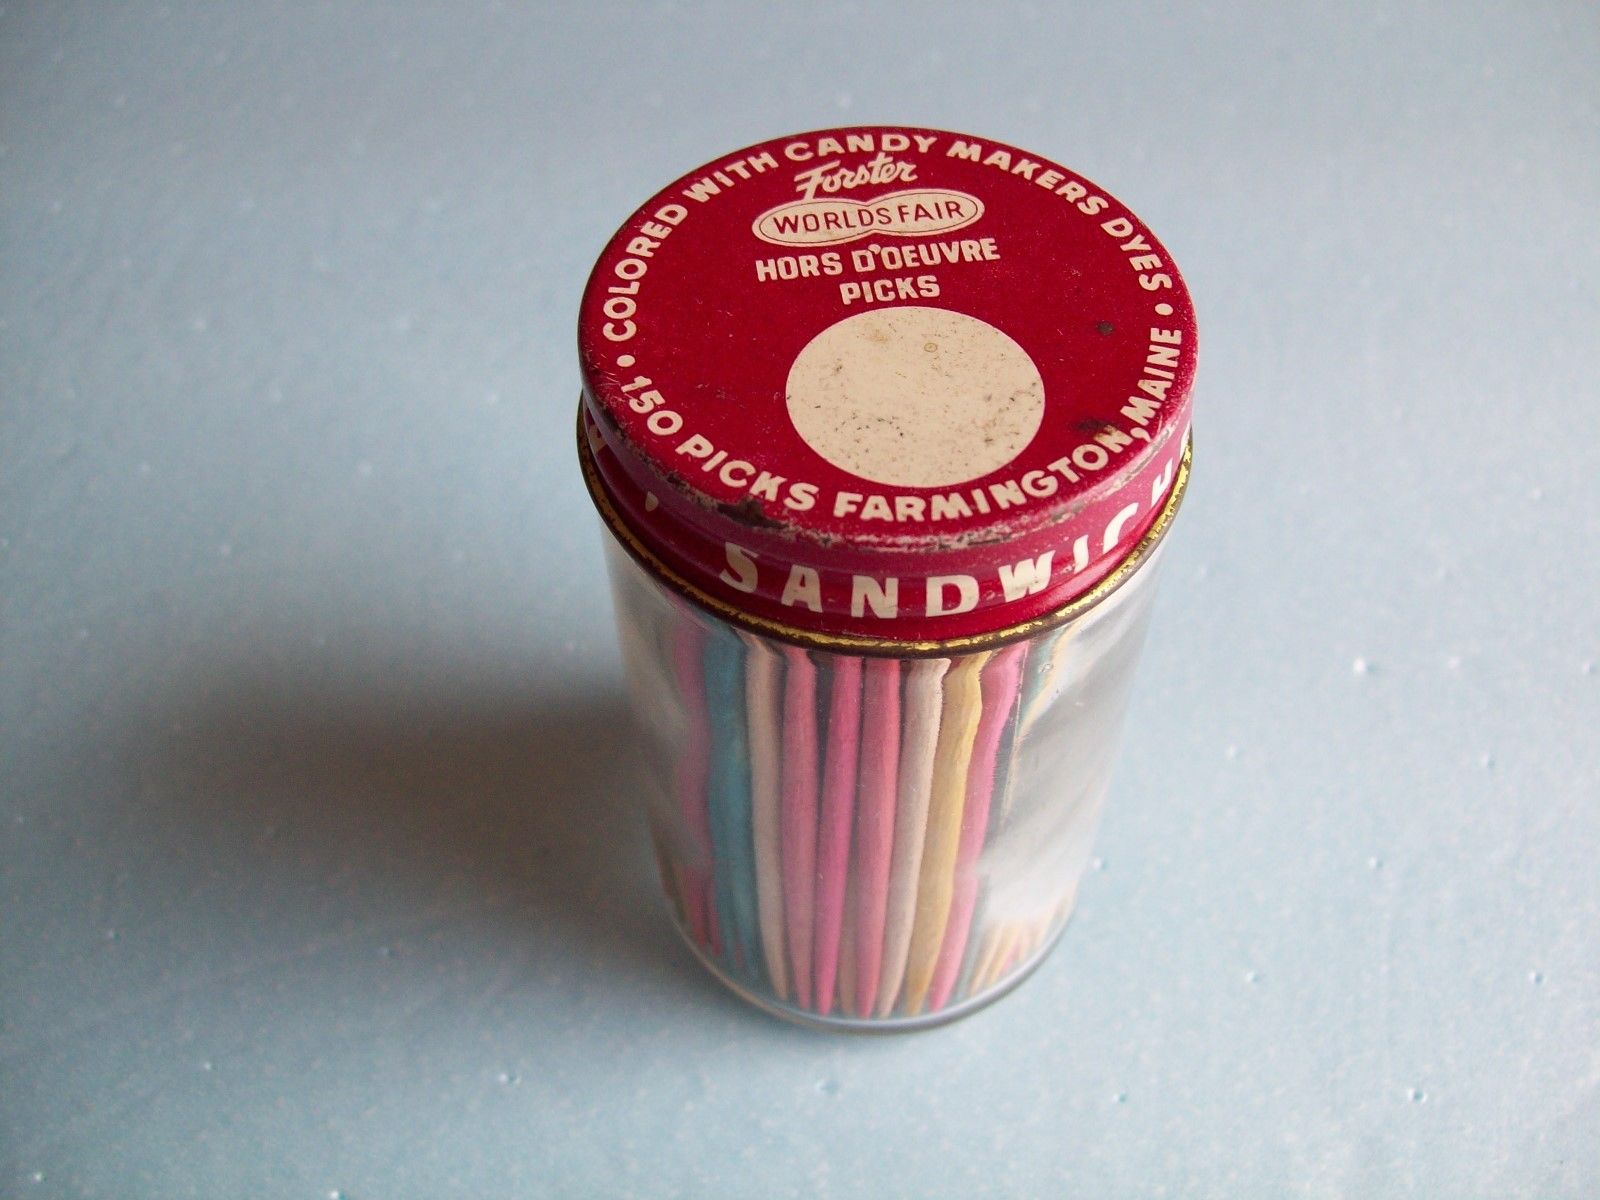 COLORED WITH CANDY MAKERS DYES
Forster
WORLDS FAIR
HORS D'OEUVRE
PICKS
150 PICKS FARMINGTON, MAINE
SANDWICH